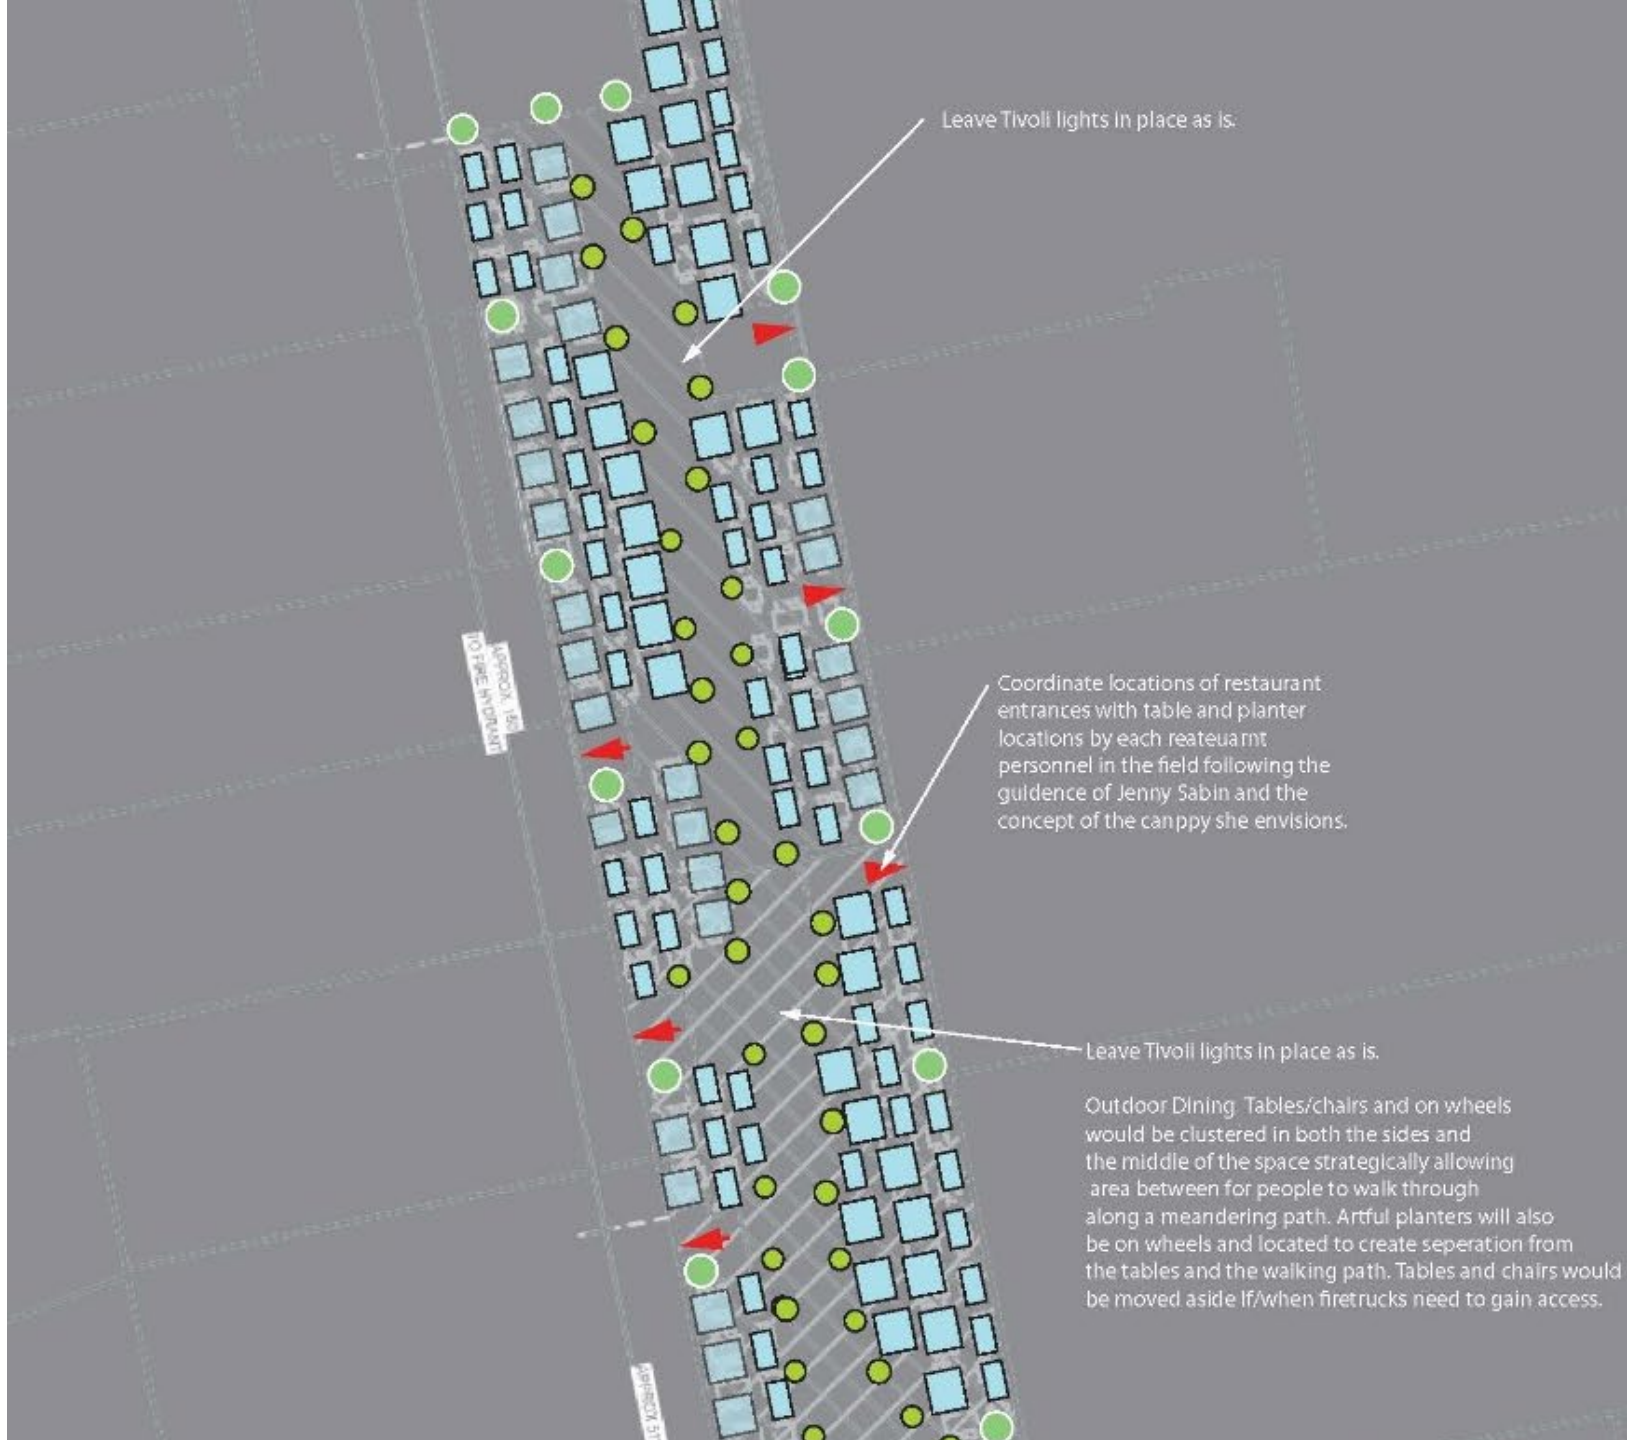 Leave Tivoli lights in place as is.
Coordinate locations of restaurant
entrances with table and planter
locations by each reateuarnt
personnel in the field following the
guidence of Jenny Sabin and the
concept of the canppy she envisions.
APPROX.
TO FIRE HYDRANT
Leave Tivoli lights in place as is.
Outdoor Dining Tables/chairs and on wheels
would be clustered in both the sides and
the middle of the space strategically allowing
area between for people to walk through
along a meandering path. Artful planters will also
be on wheels and located to create seperation from
the tables and the walking path. Tables and chairs would
be moved aside if/when firetrucks need to gain access.
APPROX